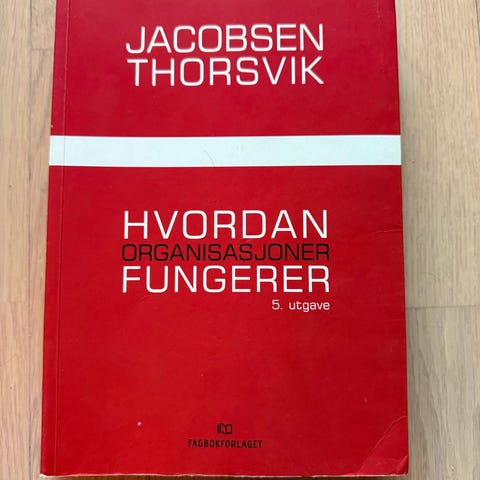 JACOBSEN
THORSVIK
HVORDAN
ORGANISASJONER
FUNGERER
5. utgave
FAGBOKFORLAGET